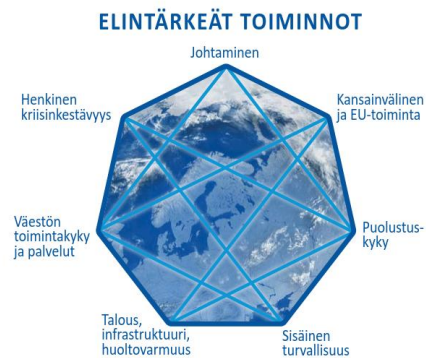 ELINTÄRKEÄT TOIMINNOT
Johtaminen
Henkinen
kriisinkestävyys
Kansainvälinen
ja EU-toiminta
Väestön
toimintakyky
ja palvelut
Puolustus-
kyky
Talous,
infrastruktuuri,
huoltovarmuus
Sisäinen
turvallisuus